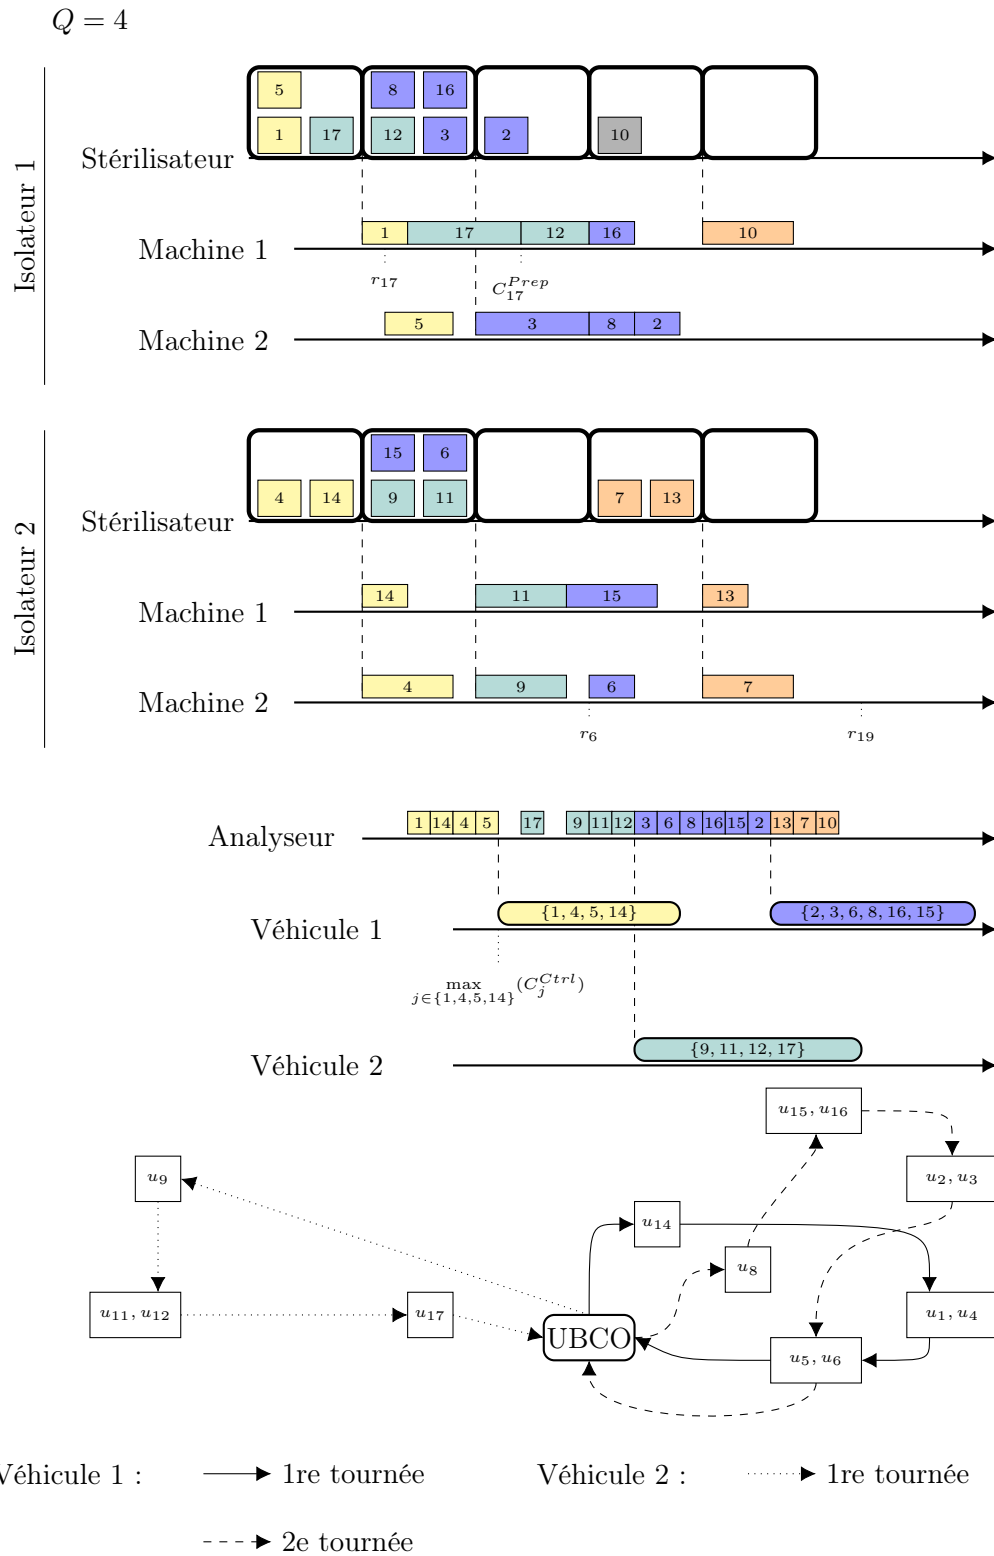 Q = 4
Isolateur 1
5
8 16
1 17 12 3 2 10
Stérilisateur
Machine 1
1 17 12 16 10
r17
C17^Prep
Machine 2
5 3 8 2
Isolateur 2
15 6
4 14 9 11 7 13
Stérilisateur
Machine 1
14 11 15 13
Machine 2
4 9 6 7
r6
r19
Analyseur
1 14 4 5 17 9 11 12 3 6 8 16 15 2 13 7 10
Véhicule 1
{1, 4, 5, 14}
{2, 3, 6, 8, 16, 15}
max j∈{1,4,5,14} (Cj^Ctrl)
Véhicule 2
{9, 11, 12, 17}
u15, u16
u9
u2, u3
u14
u8
u11, u12
u17
u1, u4
UBCO
u5, u6
Véhicule 1 :
1re tournée
Véhicule 2 :
1re tournée
2e tournée